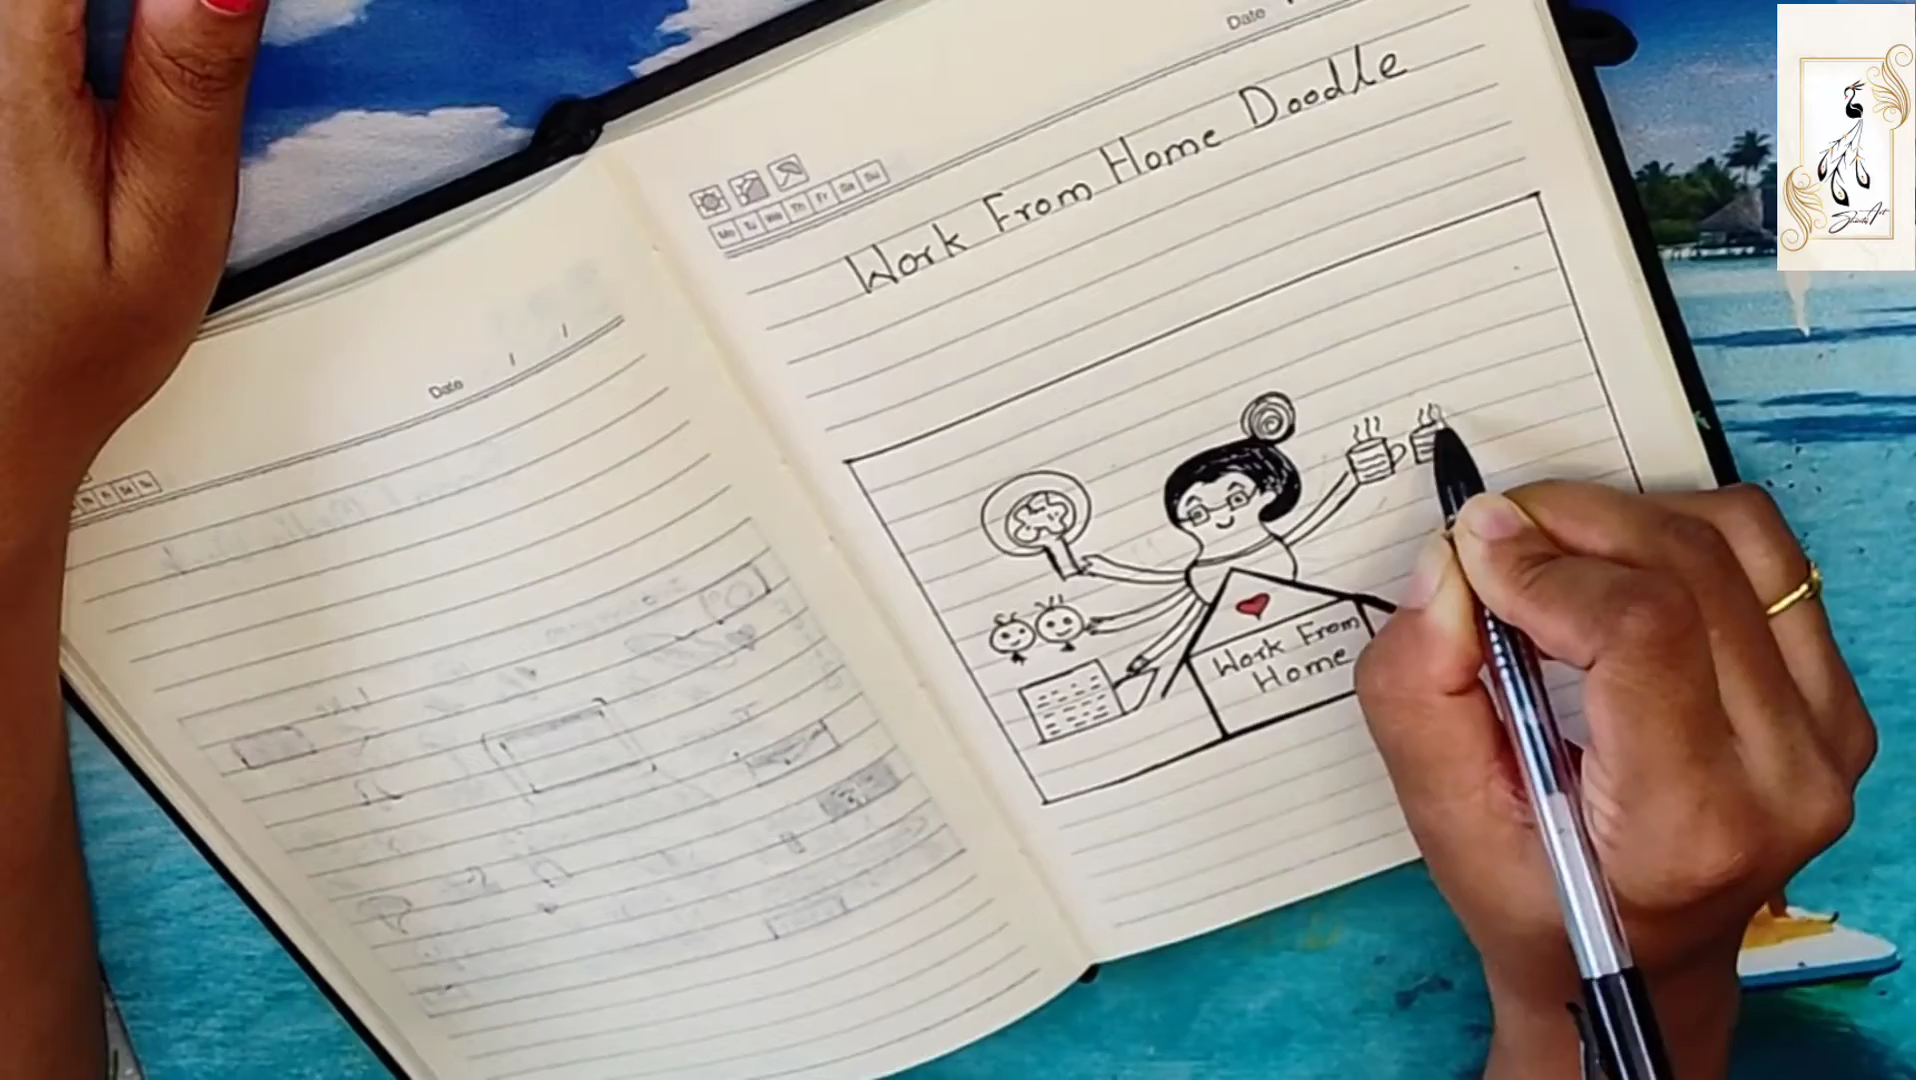 Date
Mo Tu We Th Fr Sa Su
Work From Home Doodle
Date
Work From
Home